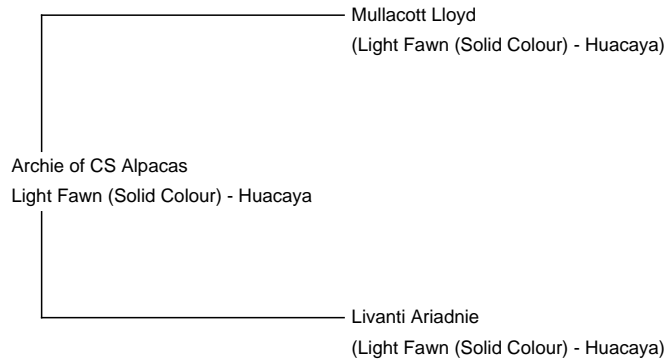 Mullacott Lloyd
(Light Fawn (Solid Colour) - Huacaya)
Archie of CS Alpacas
Light Fawn (Solid Colour) - Huacaya
Livanti Ariadnie
(Light Fawn (Solid Colour) - Huacaya)